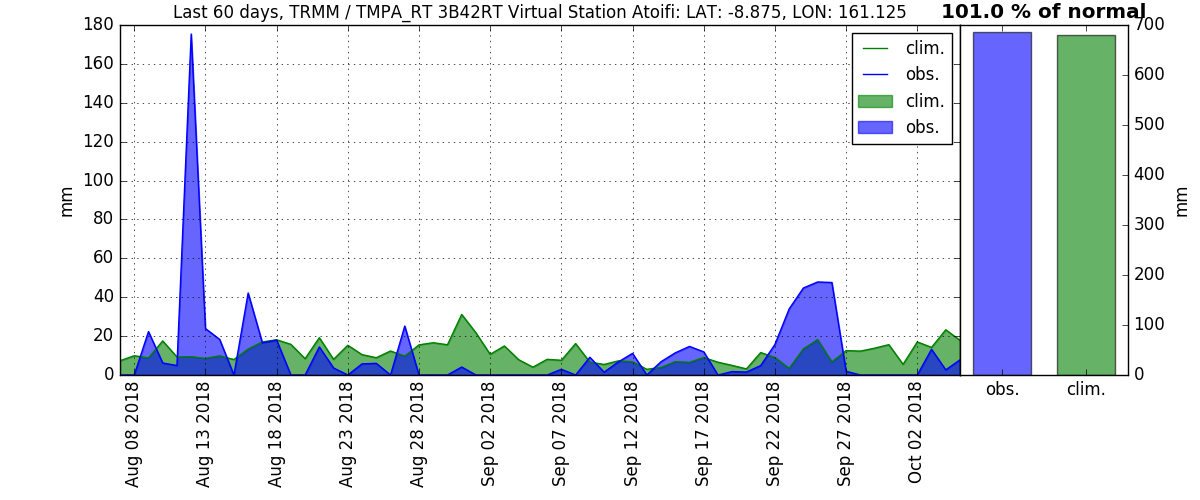 Last 60 days, TRMM / TMPA_RT 3B42RT Virtual Station Atoifi: LAT: -8.875, LON: 161.125
101.0 % of normal
180
160
140
120
100
80
60
40
20
0
mm
clim.
obs.
clim.
obs.
Aug 08 2018
Aug 13 2018
Aug 18 2018
Aug 23 2018
Aug 28 2018
Sep 02 2018
Sep 07 2018
Sep 12 2018
Sep 17 2018
Sep 22 2018
Sep 27 2018
Oct 02 2018
700
600
500
400
300
200
100
0
mm
obs.
clim.